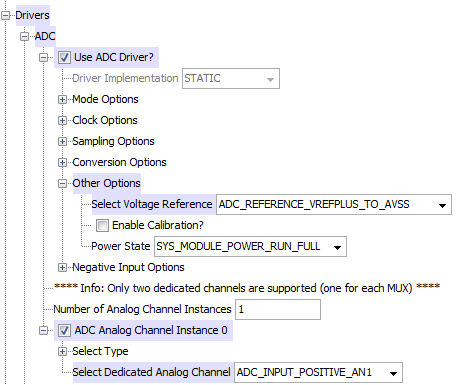 Drivers
ADC
Use ADC Driver?
Driver Implementation STATIC
Mode Options
Clock Options
Sampling Options
Conversion Options
Other Options
Select Voltage Reference ADC_REFERENCE_VREFPLUS_TO_AVSS
Enable Calibration?
Power State SYS_MODULE_POWER_RUN_FULL
Negative Input Options
**** Info: Only two dedicated channels are supported (one for each MUX) ****
Number of Analog Channel Instances 1
ADC Analog Channel Instance 0
Select Type
Select Dedicated Analog Channel ADC_INPUT_POSITIVE_AN1